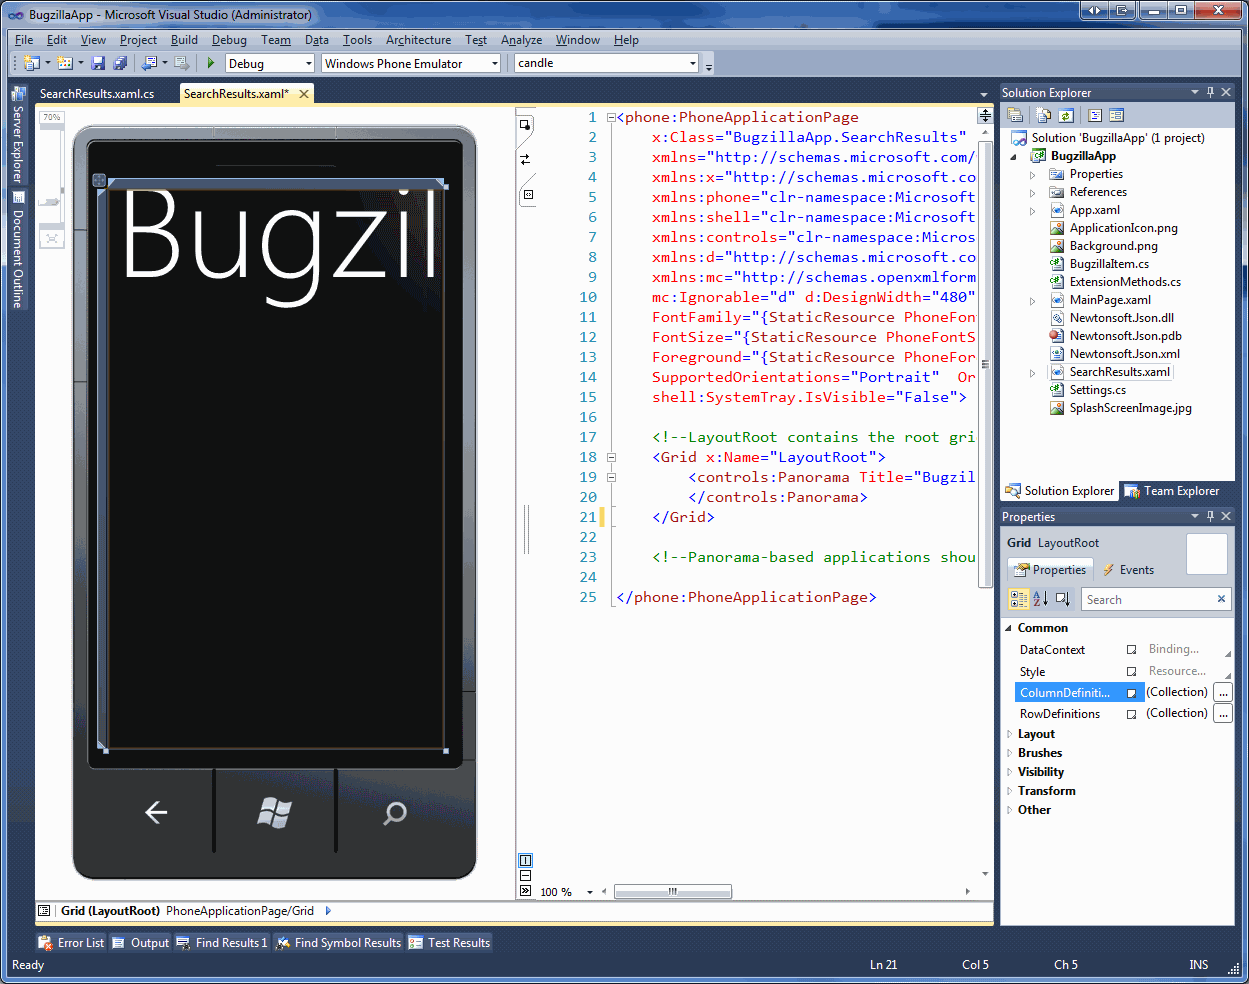 BugzillaApp - Microsoft Visual Studio (Administrator)
File Edit View Project Build Debug Team Data Tools Architecture Test Analyze Window Help
Debug Windows Phone Emulator candle
Server Explorer
Document Outline
SearchResults.xaml.cs SearchResults.xaml*
70%
Bugzil
1 <phone:PhoneApplicationPage
2 x:Class="BugzillaApp.SearchResults"
3 xmlns="http://schemas.microsoft.com/
4 xmlns:x="http://schemas.microsoft.co
5 xmlns:phone="clr-namespace:Microsoft
6 xmlns:shell="clr-namespace:Microsoft
7 xmlns:controls="clr-namespace:Micros
8 xmlns:d="http://schemas.microsoft.co
9 xmlns:mc="http://schemas.openxmlform
10 mc:Ignorable="d" d:DesignWidth="480"
11 FontFamily="{StaticResource PhoneFon
12 FontSize="{StaticResource PhoneFontS
13 Foreground="{StaticResource PhoneFor
14 SupportedOrientations="Portrait" Or
15 shell:SystemTray.IsVisible="False">
16
17 <!--LayoutRoot contains the root gri
18 <Grid x:Name="LayoutRoot">
19 <controls:Panorama Title="Bugzil
20 </controls:Panorama>
21 </Grid>
22
23 <!--Panorama-based applications shou
24
25 </phone:PhoneApplicationPage>
100 %
Grid (LayoutRoot) PhoneApplicationPage/Grid
Solution Explorer
Solution 'BugzillaApp' (1 project)
BugzillaApp
Properties
References
App.xaml
ApplicationIcon.png
Background.png
BugzillaItem.cs
ExtensionMethods.cs
MainPage.xaml
Newtonsoft.Json.dll
Newtonsoft.Json.pdb
Newtonsoft.Json.xml
SearchResults.xaml
Settings.cs
SplashScreenImage.jpg
Solution Explorer Team Explorer
Properties
Grid LayoutRoot
Properties Events
Search
Common
DataContext Binding...
Style Resource...
ColumnDefiniti... (Collection) ...
RowDefinitions (Collection) ...
Layout
Brushes
Visibility
Transform
Other
Error List Output Find Results 1 Find Symbol Results Test Results
Ready Ln 21 Col 5 Ch 5 INS